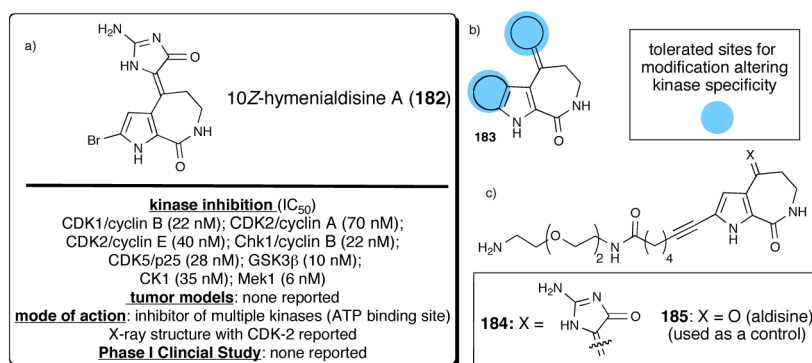 a)
H₂N
N
O
HN
10Z-hymenialdisine A (182)
Br
N
H
NH
O
kinase inhibition (IC₅₀)
CDK1/cyclin B (22 nM); CDK2/cyclin A (70 nM);
CDK2/cyclin E (40 nM); Chk1/cyclin B (22 nM);
CDK5/p25 (28 nM); GSK3β (10 nM);
CK1 (35 nM); Mek1 (6 nM)
tumor models: none reported
mode of action: inhibitor of multiple kinases (ATP binding site)
X-ray structure with CDK-2 reported
Phase I Clincial Study: none reported
b)
NH
NH
O
183
tolerated sites for
modification altering
kinase specificity
c)
X
H₂N
O
2
NH
O
4
N
H
NH
O
184: X =
H₂N
N
HN
O
185: X = O (aldisine)
(used as a control)